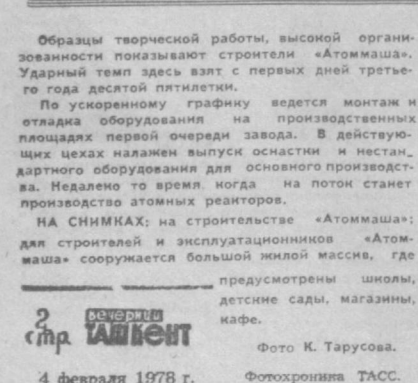 Образцы творческой работы, высокой органи-
зованности показывают строители «Атоммаша».
Ударный темп здесь взят с первых дней третье-
го года десятой пятилетки.
По ускоренному графику ведется монтаж и
отладка оборудования на производственных
площадях первой очереди завода. В действую-
щих цехах налажен выпуск оснастки и нестан-
дартного оборудования для основного производст-
ва. Недалеко то время, когда на поток станет
производство атомных реакторов.
НА СНИМКАХ: на строительстве «Атоммаша»;
для строителей и эксплуатационников «Атом-
маша» сооружается большой жилой массив, где
предусмотрены школы,
детские сады, магазины,
кафе.
Фото К. Тарусова.
Фотохроника ТАСС.
2
стр
вечерний
ТАШКЕНТ
4 февраля 1978 г.